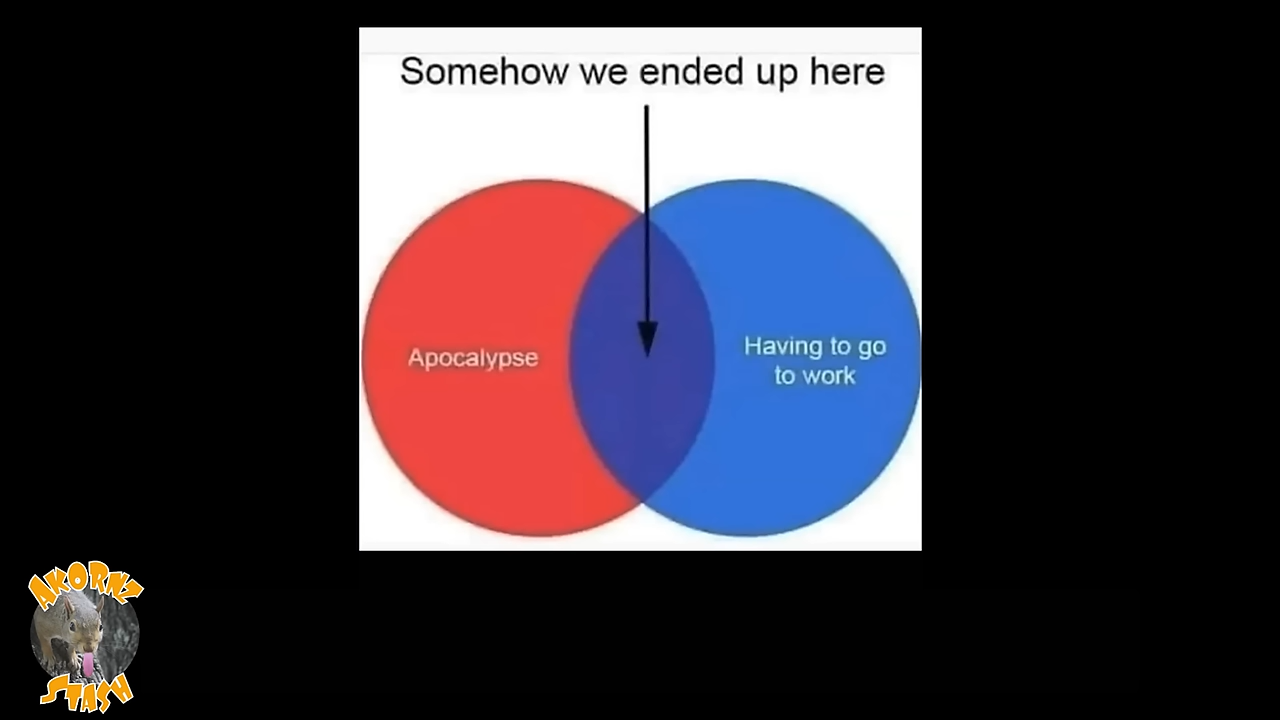 Somehow we ended up here
Apocalypse
Having to go
to work
AKORNZ
STASH